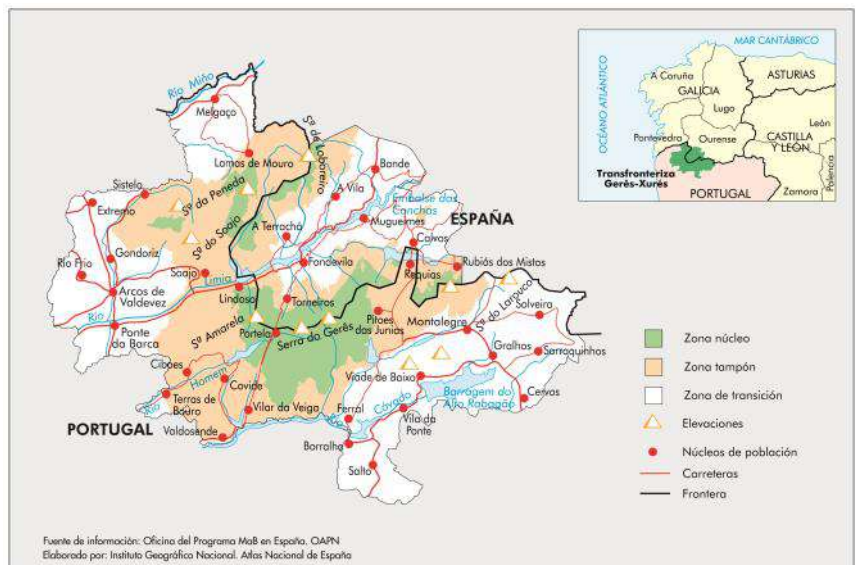 Río Miño
Melgaço
Lamas de Mouro
Sª de Laboreiro
Sª da Peneda
Sª do Soajo
Sistelo
Extremo
Gondoriz
Río Frio
Arcos de
Valdevez
Soajo
Ponte
da Barca
Río
Limia
Lindoso
Bande
A Vila
Embalse das
Conchas
Mugueimes
A Terrachá
Fondevila
ESPAÑA
Calvos
Requias
Rubiás dos Mistos
Torneiros
Sª Amarela
Portela
Serra do Gerês
Pitões
das Junias
Montalegre
Sª do Larouco
Solveira
Gralhos
Sarraquinhos
Cervos
Viade de Baixo
Barragem do
Alto Rabagão
Cibões
Río
Homem
Covide
Terras de
Bouro
Vilar da Veiga
Valdosende
PORTUGAL
Ferral
Río
Cávado
Vila da
Ponte
Borralha
Salto
MAR CANTÁBRICO
OCÉANO ATLÁNTICO
A Coruña
GALICIA
Lugo
ASTURIAS
Pontevedra
Ourense
León
CASTILLA
Y LEÓN
Palencia
Transfronteriza
Gerês-Xurés
PORTUGAL
Zamora
Zona núcleo
Zona tampón
Zona de transición
Elevaciones
Núcleos de población
Carreteras
Frontera
Fuente de información: Oficina del Programa MaB en España. OAPN
Elaborado por: Instituto Geográfico Nacional. Atlas Nacional de España